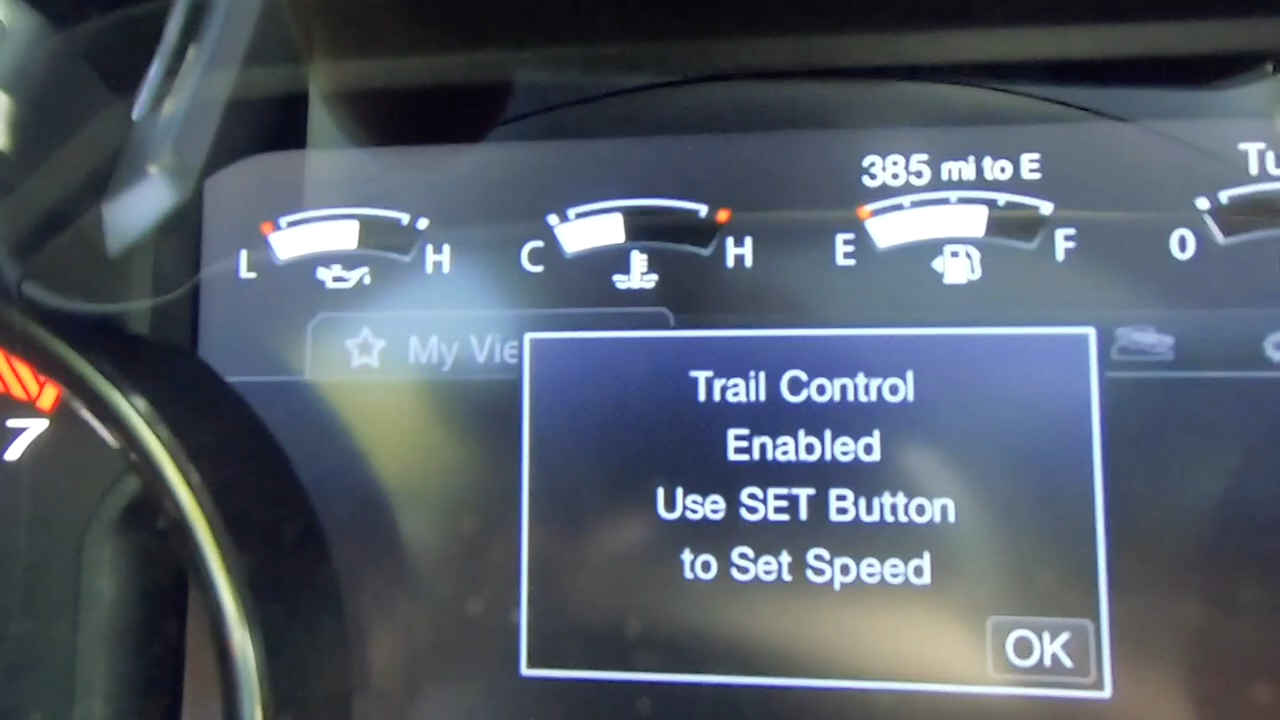 385 mi to E
L H
C H
E F
0
My Vie
7
Trail Control
Enabled
Use SET Button
to Set Speed
OK